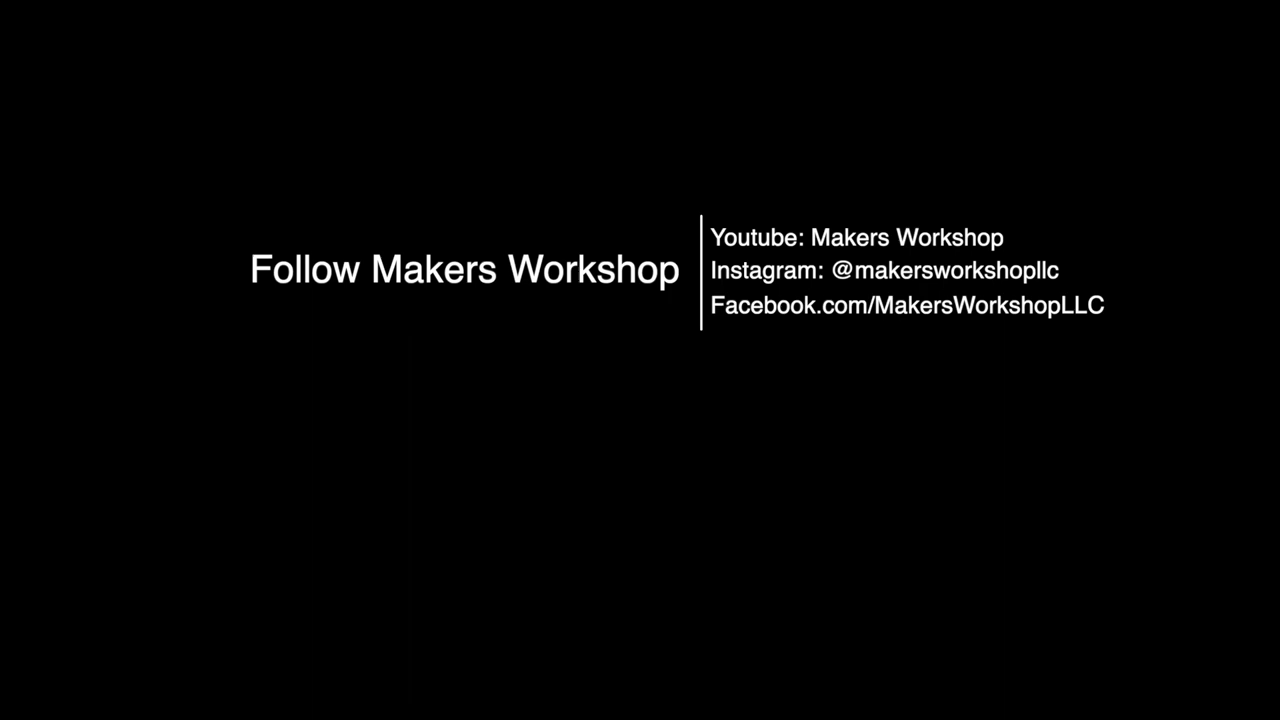 Follow Makers Workshop
Youtube: Makers Workshop
Instagram: @makersworkshopllc
Facebook.com/MakersWorkshopLLC